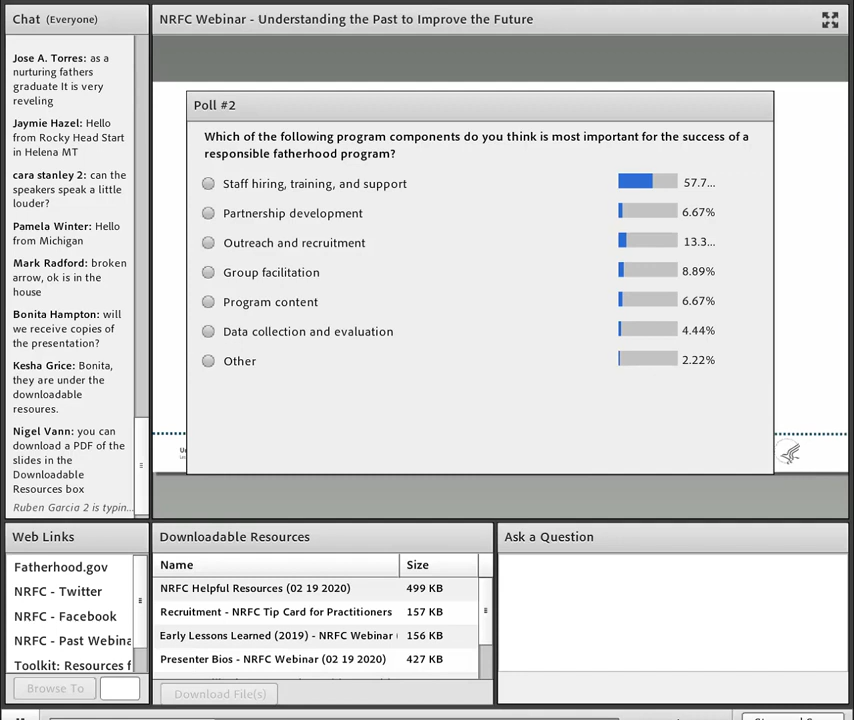 Chat (Everyone)
Jose A. Torres: as a
nurturing fathers
graduate It is very
reveling
Jaymie Hazel: Hello
from Rocky Head Start
in Helena MT
cara stanley 2: can the
speakers speak a little
louder?
Pamela Winter: Hello
from Michigan
Mark Radford: broken
arrow, ok is in the
house
Bonita Hampton: will
we receive copies of
the presentation?
Kesha Grice: Bonita,
they are under the
downloadable
resoures.
Nigel Vann: you can
download a PDF of the
slides in the
Downloadable
Resources box
Ruben Garcia 2 is typin...
NRFC Webinar - Understanding the Past to Improve the Future
Poll #2
Which of the following program components do you think is most important for the success of a
responsible fatherhood program?
Staff hiring, training, and support 57.7...
Partnership development 6.67%
Outreach and recruitment 13.3...
Group facilitation 8.89%
Program content 6.67%
Data collection and evaluation 4.44%
Other 2.22%
Web Links
Fatherhood.gov
NRFC - Twitter
NRFC - Facebook
NRFC - Past Webina
Toolkit: Resources f
Browse To
Downloadable Resources
Name Size
NRFC Helpful Resources (02 19 2020) 499 KB
Recruitment - NRFC Tip Card for Practitioners 157 KB
Early Lessons Learned (2019) - NRFC Webinar 156 KB
Presenter Bios - NRFC Webinar (02 19 2020) 427 KB
Download File(s)
Ask a Question